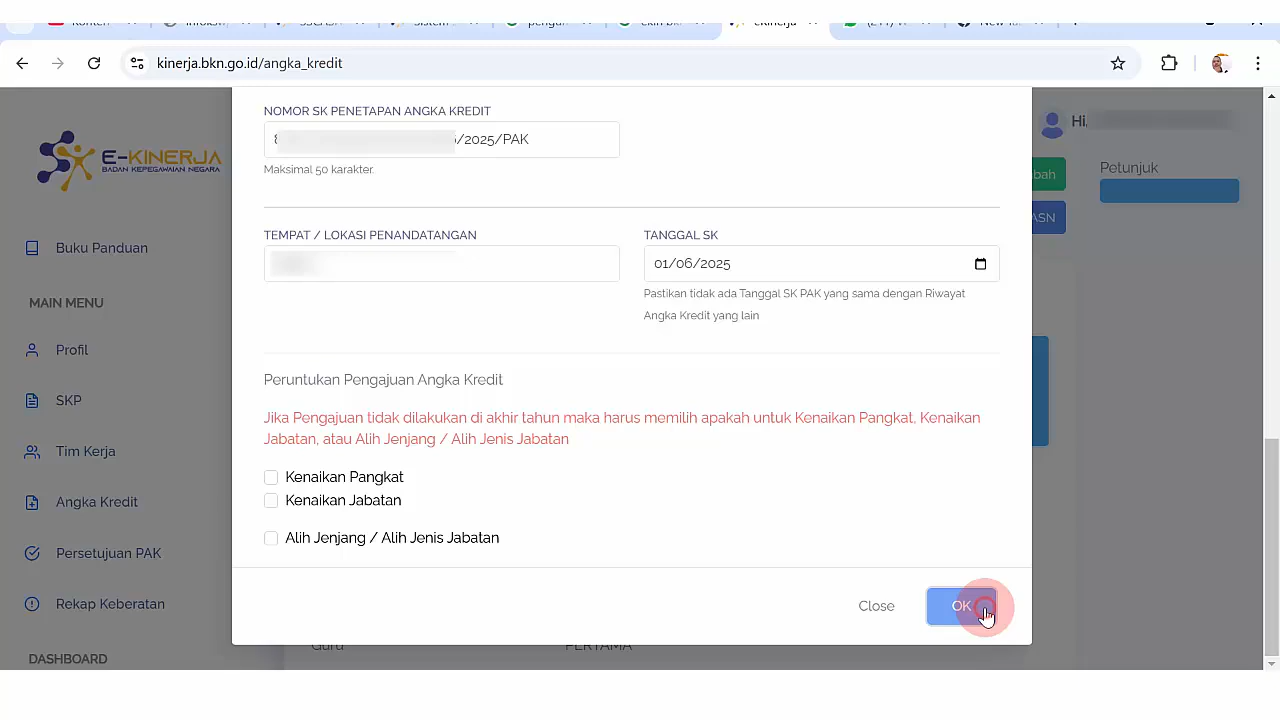 ekinerja
kinerja.bkn.go.id/angka_kredit
E-KINERJA
BADAN KEPEGAWAIAN NEGARA
Buku Panduan
MAIN MENU
Profil
SKP
Tim Kerja
Angka Kredit
Persetujuan PAK
Rekap Keberatan
DASHBOARD
NOMOR SK PENETAPAN ANGKA KREDIT
/2025/PAK
Maksimal 50 karakter.
TEMPAT / LOKASI PENANDATANGAN
TANGGAL SK
01/06/2025
Pastikan tidak ada Tanggal SK PAK yang sama dengan Riwayat
Angka Kredit yang lain
Peruntukan Pengajuan Angka Kredit
Jika Pengajuan tidak dilakukan di akhir tahun maka harus memilih apakah untuk Kenaikan Pangkat, Kenaikan
Jabatan, atau Alih Jenjang / Alih Jenis Jabatan
Kenaikan Pangkat
Kenaikan Jabatan
Alih Jenjang / Alih Jenis Jabatan
Close
OK
Guru
PERTAMA
Hi,
bah
ASN
Petunjuk